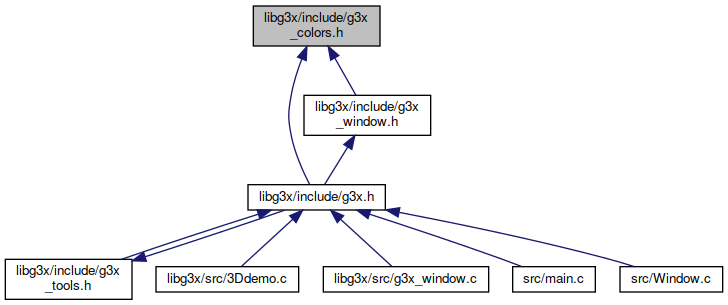 libg3x/include/g3x
_colors.h
libg3x/include/g3x
_window.h
libg3x/include/g3x.h
libg3x/include/g3x
_tools.h
libg3x/src/3Ddemo.c
libg3x/src/g3x_window.c
src/main.c
src/Window.c